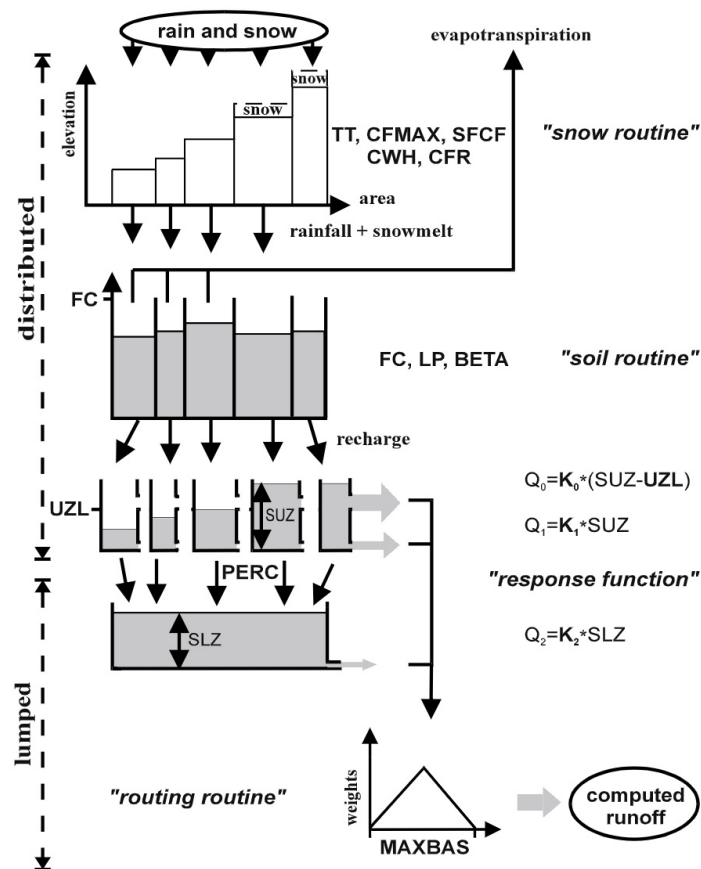 rain and snow
evapotranspiration
snow
snow
elevation
TT, CFMAX, SFCF
CWH, CFR
"snow routine"
area
rainfall + snowmelt
distributed
FC
FC, LP, BETA
"soil routine"
recharge
Q₀=K₀*(SUZ-UZL)
UZL
SUZ
Q₁=K₁*SUZ
PERC
"response function"
SLZ
Q₂=K₂*SLZ
lumped
"routing routine"
weights
MAXBAS
computed
runoff